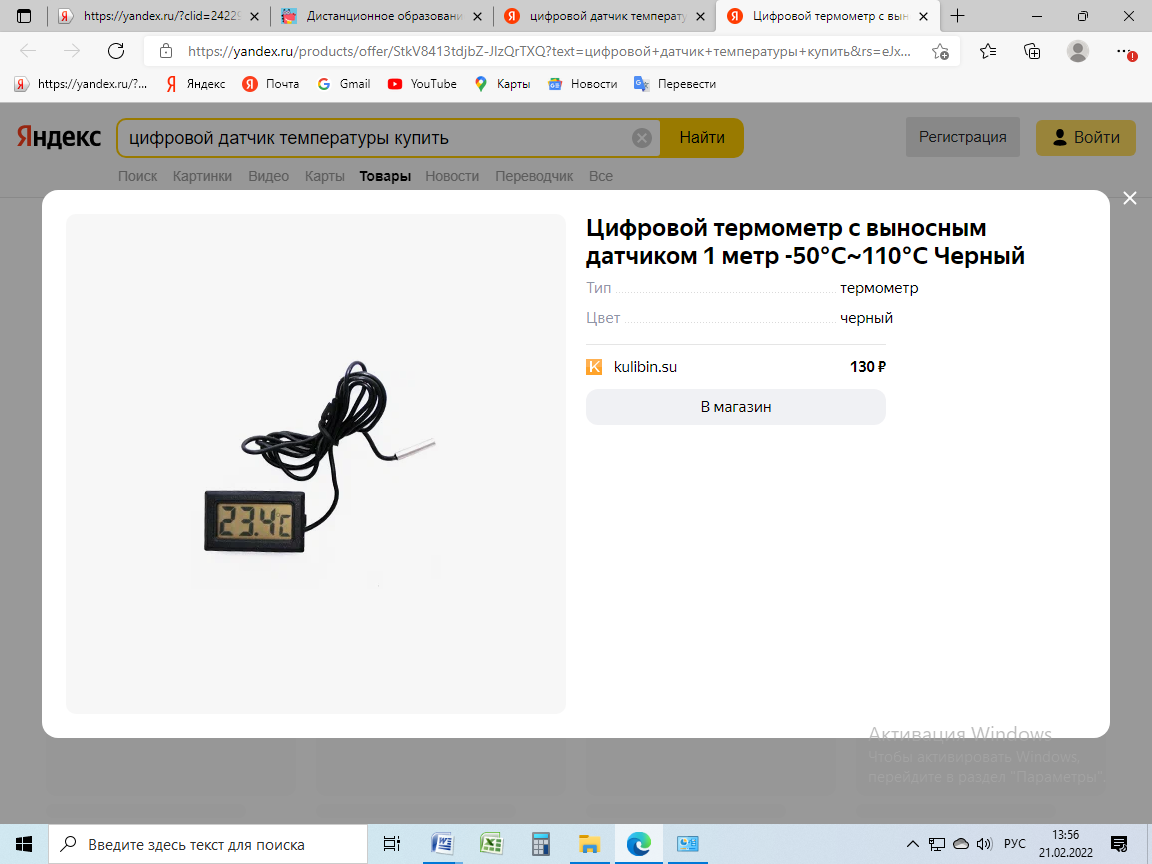 https://yandex.ru/?clid=2422
Дистанционное образовани
цифровой датчик температу
Цифровой термометр с вын
https://yandex.ru/products/offer/StkV8413tdjbZ-JlzQrTXQ?text=цифровой+датчик+температуры+купить&rs=eJx...
https://yandex.ru/?...
Яндекс
Почта
Gmail
YouTube
Карты
Новости
Перевести
Яндекс
цифровой датчик температуры купить
Найти
Регистрация
Войти
Поиск Картинки Видео Карты Товары Новости Переводчик Все
Цифровой термометр с выносным
датчиком 1 метр -50°C~110°C Черный
Тип термометр
Цвет черный
kulibin.su 130 ₽
В магазин
23.4c
Активация Windows
Чтобы активировать Windows,
перейдите в раздел "Параметры".
Введите здесь текст для поиска
РУС
13:56
21.02.2022